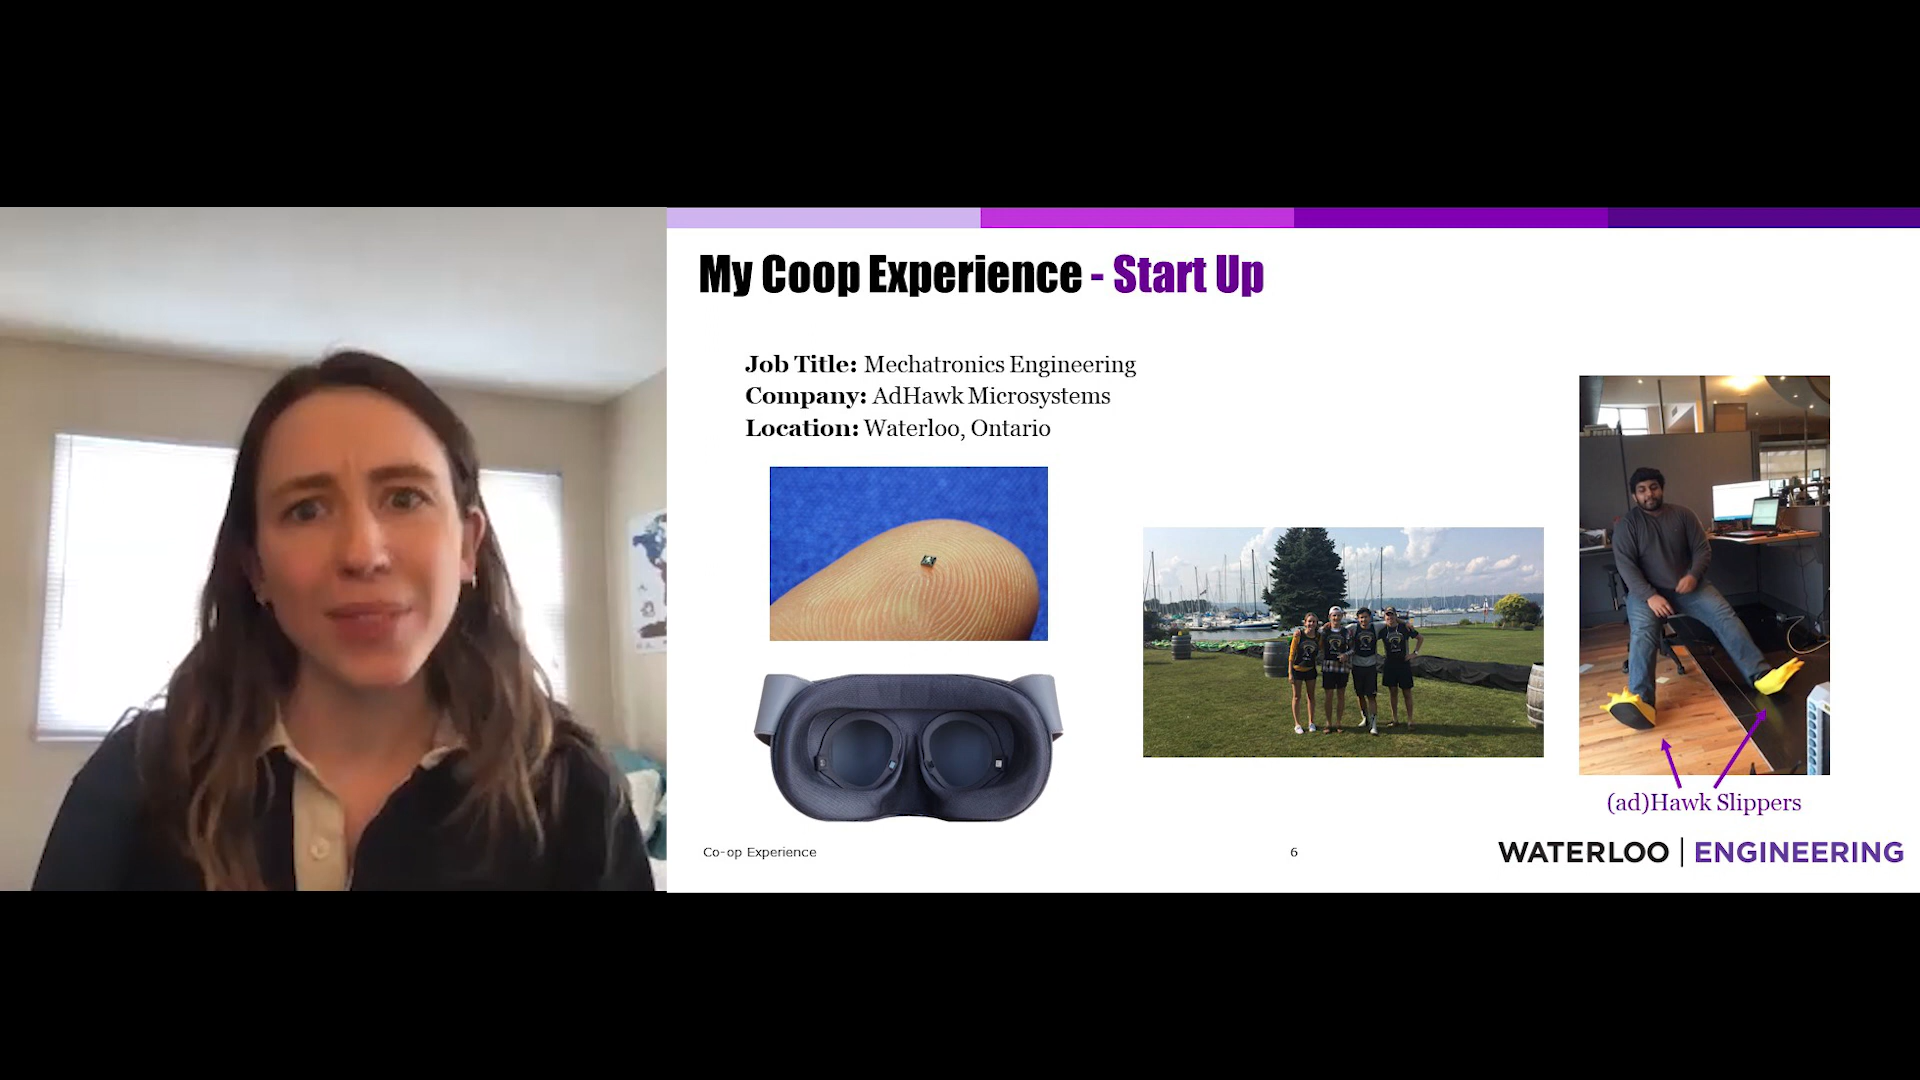 My Coop Experience - Start Up
Job Title: Mechatronics Engineering
Company: AdHawk Microsystems
Location: Waterloo, Ontario
(ad)Hawk Slippers
Co-op Experience
6
WATERLOO | ENGINEERING